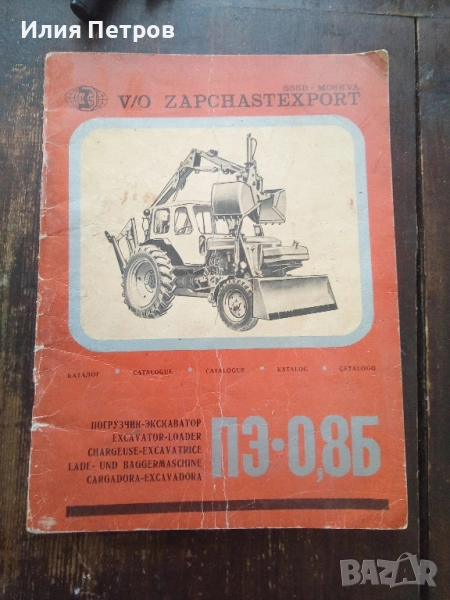 Илия Петров
SSSR - MOSKVA
V/O ZAPCHASTEXPORT
КАТАЛОГ • CATALOGUE • CATALOGUE • KATALOG • CATALOGO
ПОГРУЗЧИК-ЭКСКАВАТОР
EXCAVATOR-LOADER
CHARGEUSE-EXCAVATRICE
LADE- UND BAGGERMASCHINE
CARGADORA-EXCAVADORA
ПЭ•0,8Б
BAZAR